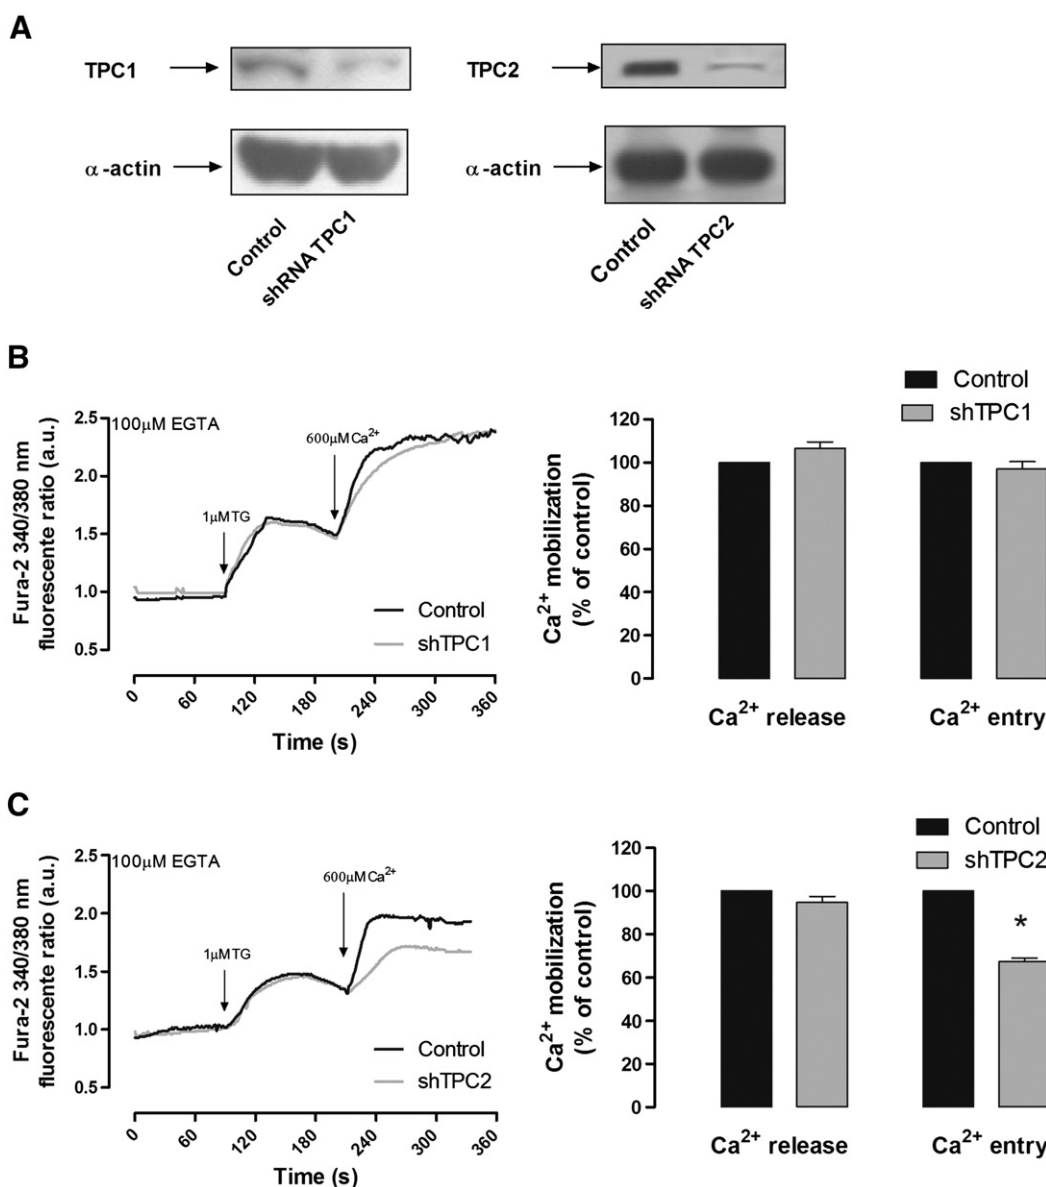 A
TPC1
TPC2
α-actin
α-actin
Control
shRNA TPC1
Control
shRNA TPC2
B
Fura-2 340/380 nm
fluorescente ratio (a.u.)
2.5
2.0
1.5
1.0
0.5
100μM EGTA
1μM TG
600μM Ca²⁺
Control
shTPC1
0
60
120
180
240
300
360
Time (s)
Control
shTPC1
Ca²⁺ mobilization
(% of control)
120
100
80
60
40
20
0
Ca²⁺ release
Ca²⁺ entry
C
Fura-2 340/380 nm
fluorescente ratio (a.u.)
2.5
2.0
1.5
1.0
0.5
100μM EGTA
1μM TG
600μM Ca²⁺
Control
shTPC2
0
60
120
180
240
300
360
Time (s)
Control
shTPC2
Ca²⁺ mobilization
(% of control)
120
100
80
60
40
20
0
*
Ca²⁺ release
Ca²⁺ entry